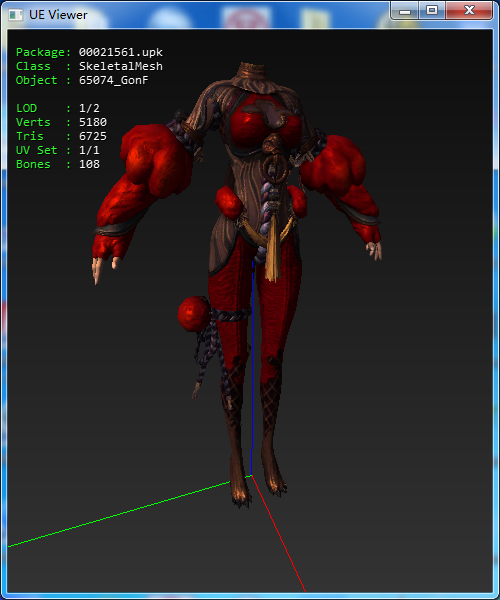 UE Viewer
Package: 00021561.upk
Class  : SkeletalMesh
Object : 65074_GonF
LOD    : 1/2
Verts  : 5180
Tris   : 6725
UV Set : 1/1
Bones  : 108